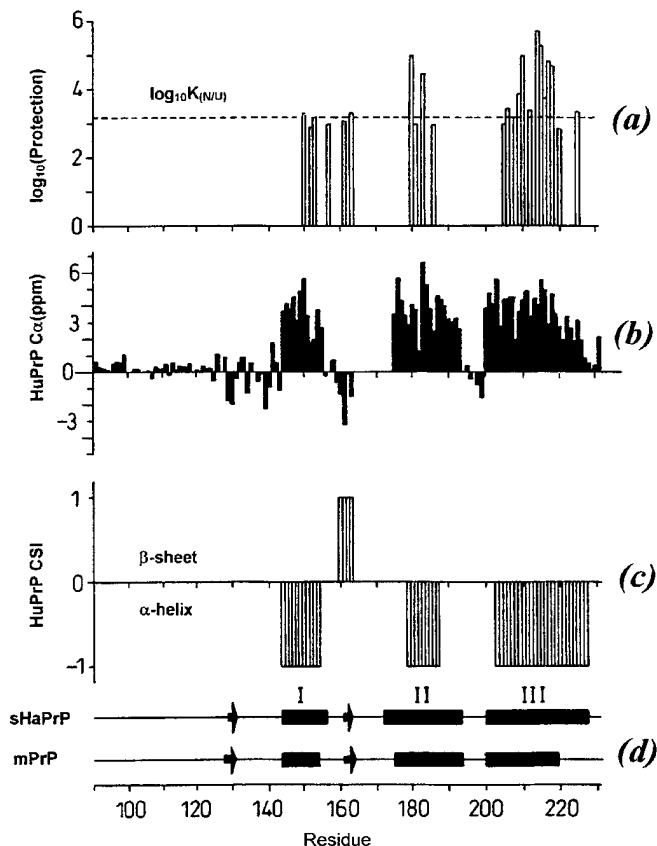 6
4
2
0
log₁₀(Protection)
log₁₀K(N/U)
(a)
6
3
0
−3
HuPrP Cα(ppm)
(b)
1
0
−1
HuPrP CSI
β-sheet
α-helix
(c)
I II III
sHaPrP
mPrP
(d)
100 120 140 160 180 200 220
Residue